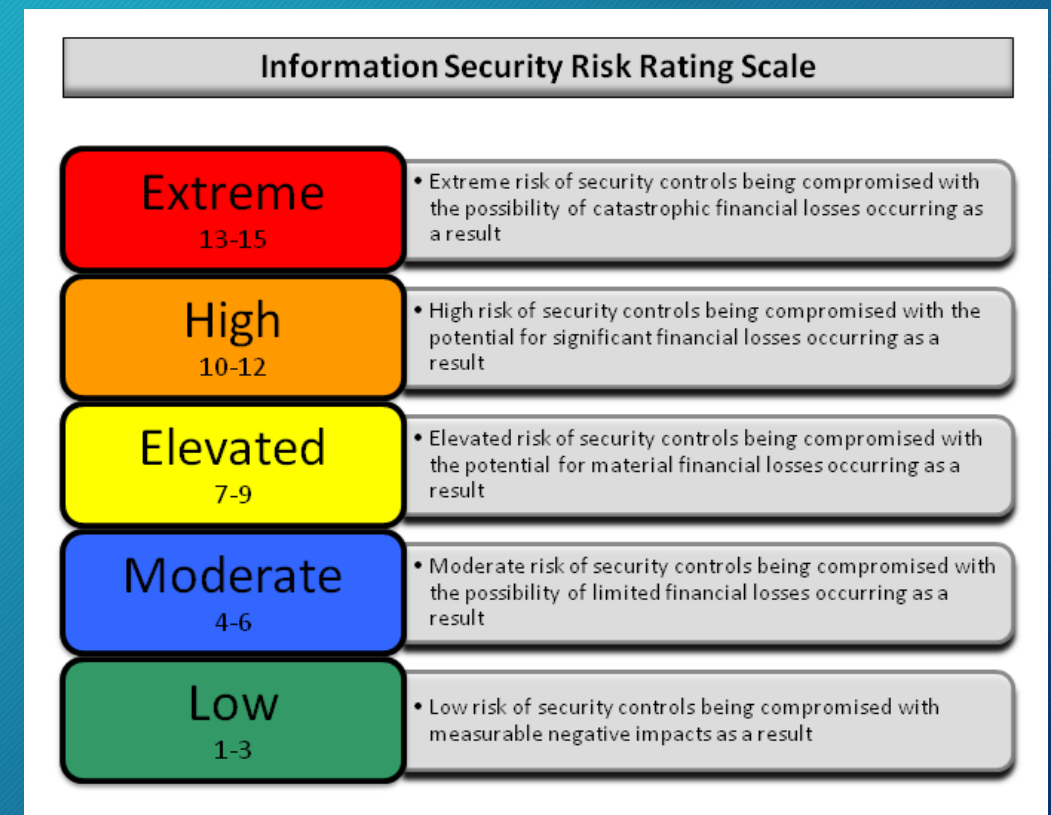 Information Security Risk Rating Scale
Extreme
13-15
• Extreme risk of security controls being compromised with
the possibility of catastrophic financial losses occurring as
a result
High
10-12
• High risk of security controls being compromised with the
potential for significant financial losses occurring as a
result
Elevated
7-9
• Elevated risk of security controls being compromised with
the potential for material financial losses occurring as a
result
Moderate
4-6
• Moderate risk of security controls being compromised with
the possibility of limited financial losses occurring as a
result
Low
1-3
• Low risk of security controls being compromised with
measurable negative impacts as a result